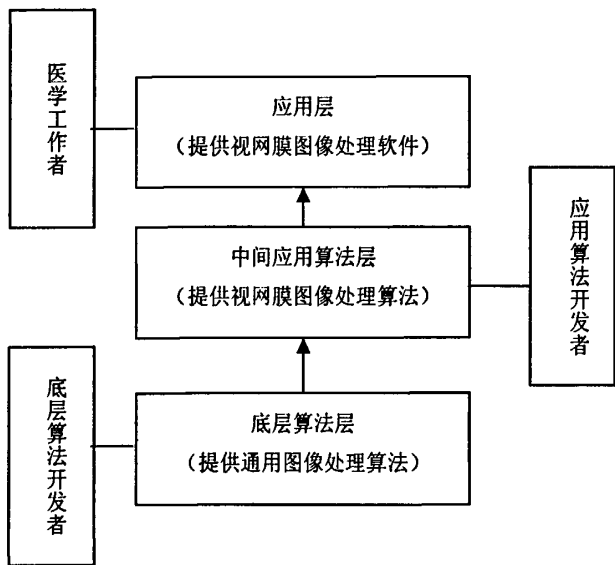 医学工作者
应用层
（提供视网膜图像处理软件）
中间应用算法层
（提供视网膜图像处理算法）
应用算法开发者
底层算法开发者
底层算法层
（提供通用图像处理算法）